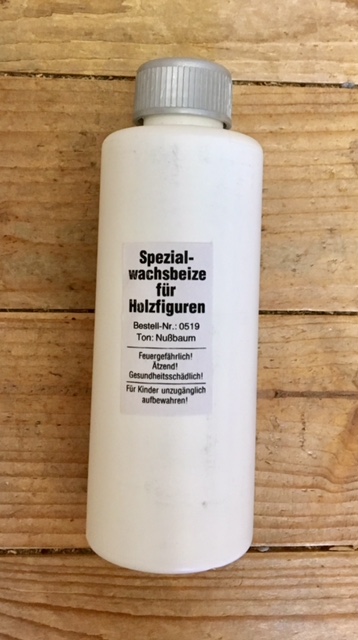 Spezial-
wachsbeize
für
Holzfiguren
Bestell-Nr.: 0519
Ton: Nußbaum
Feuergefährlich!
Ätzend!
Gesundheitsschädlich!
Für Kinder unzugänglich
aufbewahren!